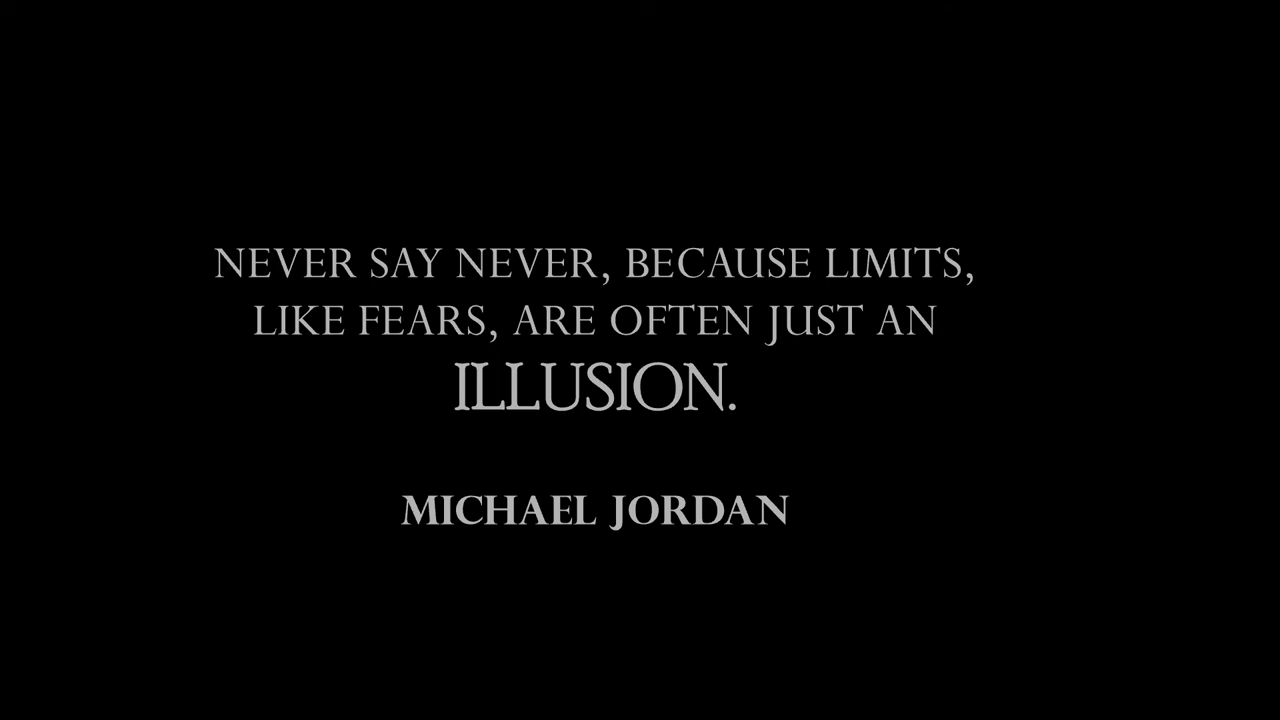 NEVER SAY NEVER, BECAUSE LIMITS,
LIKE FEARS, ARE OFTEN JUST AN
ILLUSION.
MICHAEL JORDAN